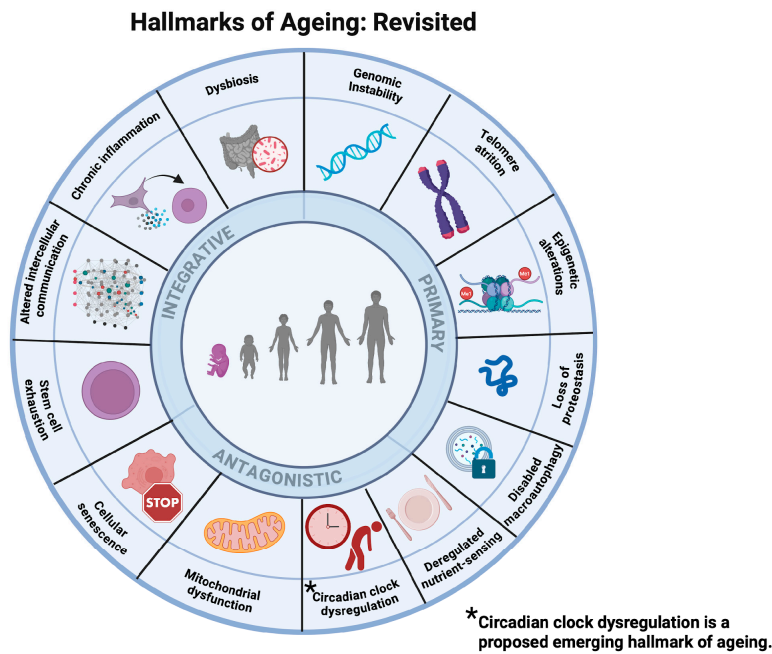 Hallmarks of Ageing: Revisited
Genomic
Instability
Telomere
atrition
Epigenetic
alterations
Me1
Me1
Loss of
proteostasis
Disabled
macroautophagy
Deregulated
nutrient-sensing
*Circadian clock
dysregulation
Mitochondrial
dysfunction
Cellular
senescence
STOP
Stem cell
exhaustion
Altered intercellular
communication
Chronic inflammation
Dysbiosis
INTEGRATIVE
PRIMARY
ANTAGONISTIC
*Circadian clock dysregulation is a
proposed emerging hallmark of ageing.